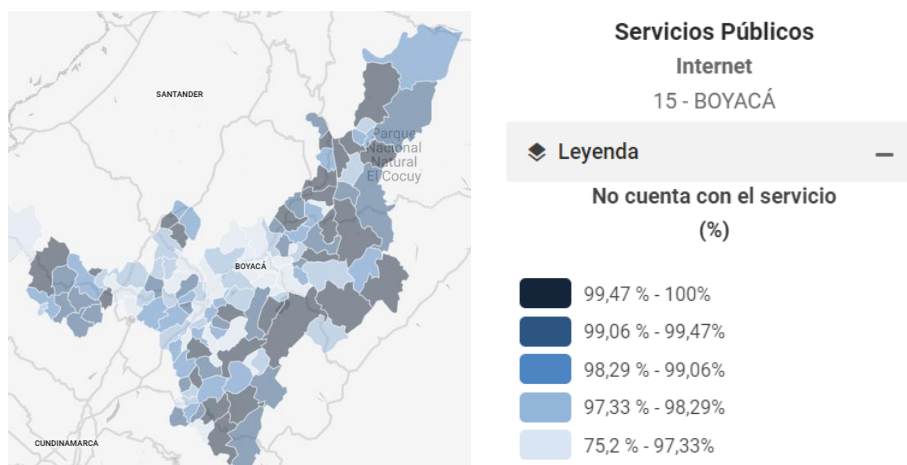 SANTANDER
Parque
Nacional
Natural
El Cocuy
BOYACÁ
CUNDINAMARCA
Servicios Públicos
Internet
15 - BOYACÁ
Leyenda
No cuenta con el servicio
(%)
99,47 % - 100%
99,06 % - 99,47%
98,29 % - 99,06%
97,33 % - 98,29%
75,2 % - 97,33%